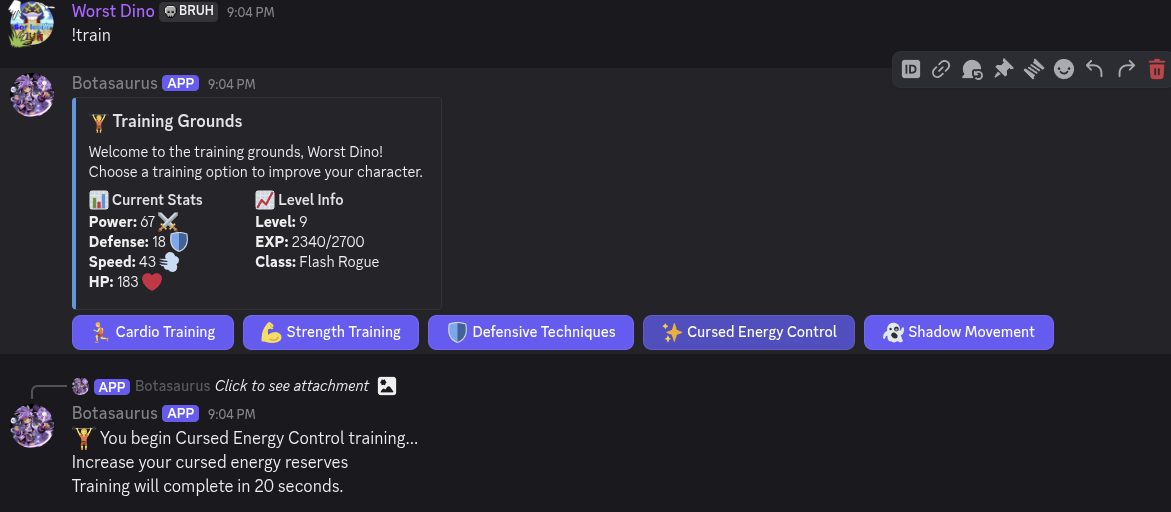 Worst Dino BRUH 9:04 PM
!train
ID
Botasaurus APP 9:04 PM
Training Grounds
Welcome to the training grounds, Worst Dino!
Choose a training option to improve your character.
Current Stats
Power: 67
Defense: 18
Speed: 43
HP: 183
Level Info
Level: 9
EXP: 2340/2700
Class: Flash Rogue
Cardio Training
Strength Training
Defensive Techniques
Cursed Energy Control
Shadow Movement
APP Botasaurus Click to see attachment
Botasaurus APP 9:04 PM
You begin Cursed Energy Control training...
Increase your cursed energy reserves
Training will complete in 20 seconds.